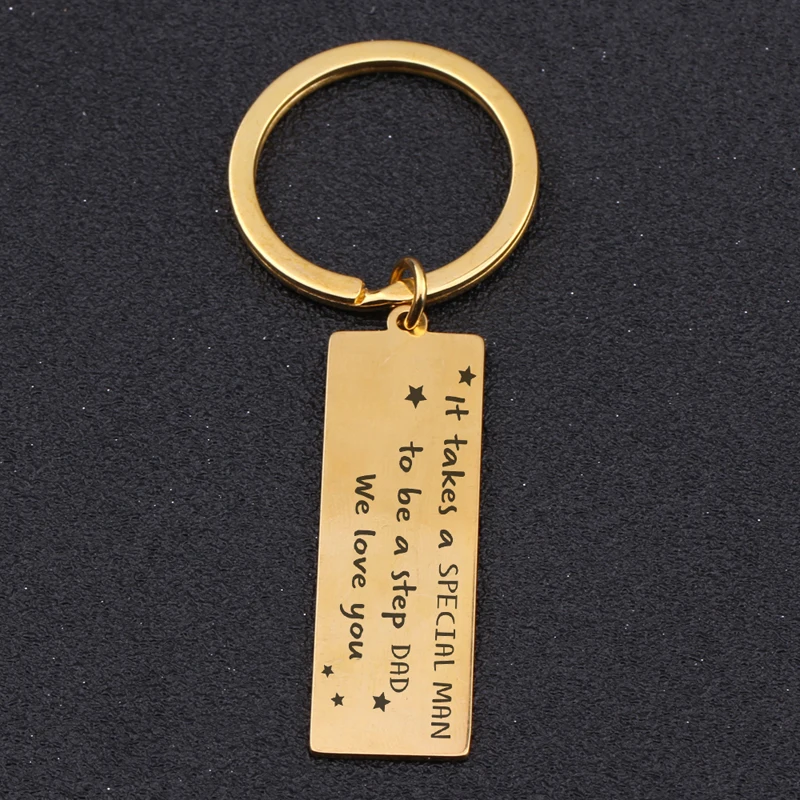 It takes a SPECIAL MAN
to be a step DAD
We love you